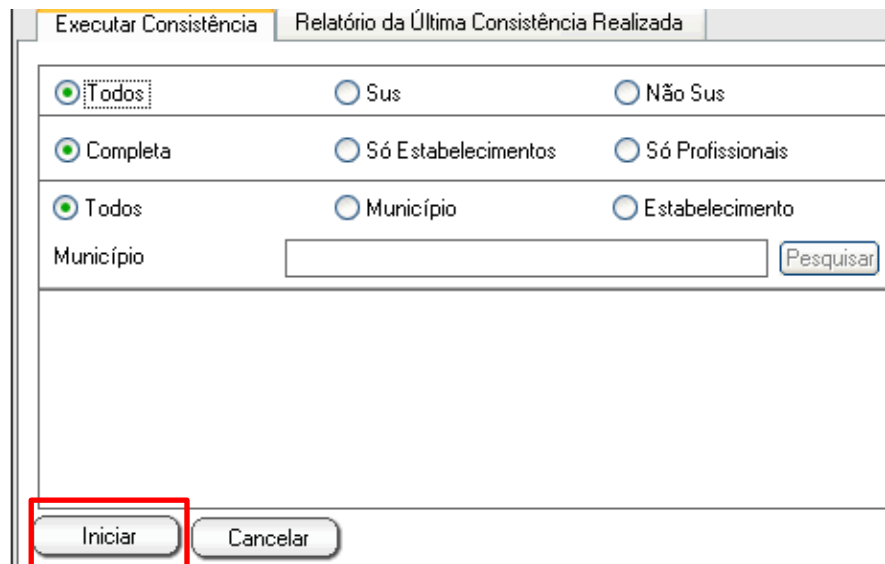 Executar Consistência Relatório da Última Consistência Realizada
Todos Sus Não Sus
Completa Só Estabelecimentos Só Profissionais
Todos Município Estabelecimento
Município Pesquisar
Iniciar Cancelar